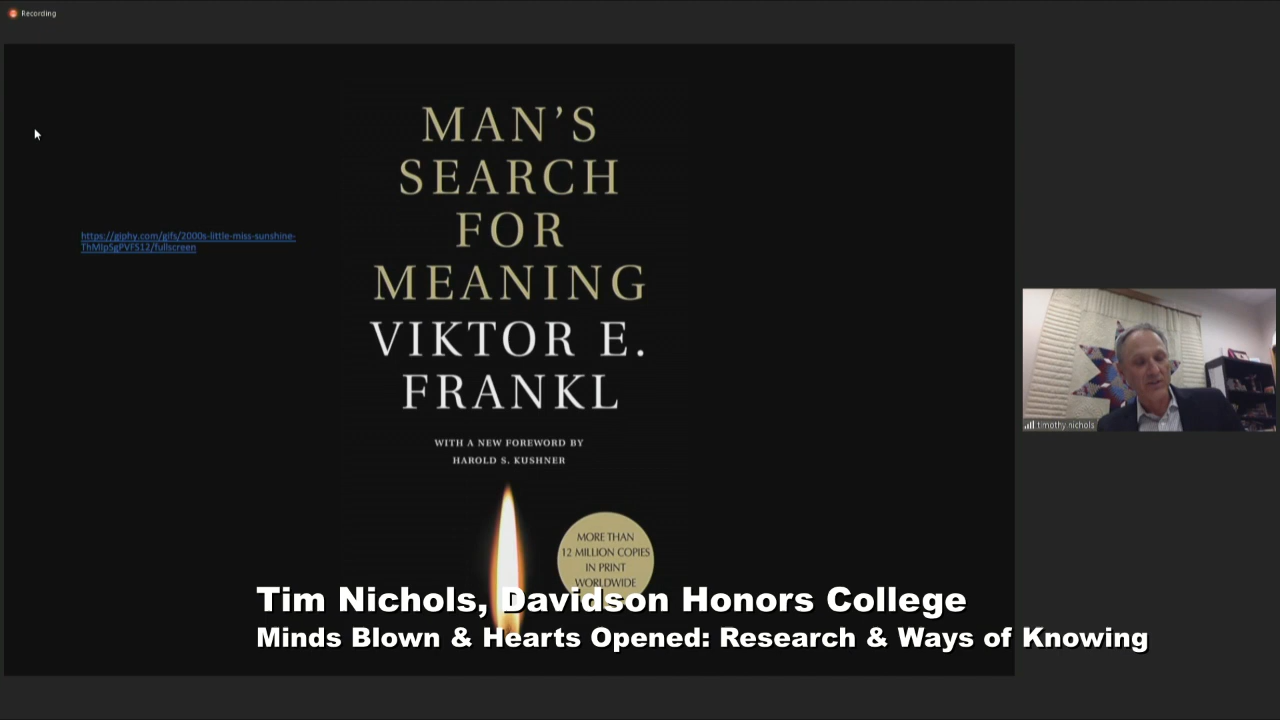 Recording
MAN'S
SEARCH
FOR
MEANING
VIKTOR E.
FRANKL
WITH A NEW FOREWORD BY
HAROLD S. KUSHNER
MORE THAN
12 MILLION COPIES
IN PRINT
WORLDWIDE
https://giphy.com/gifs/2000s-little-miss-sunshine-
ThMIpSgPVFS12/fullscreen
timothy.nichols
Tim Nichols, Davidson Honors College
Minds Blown & Hearts Opened: Research & Ways of Knowing